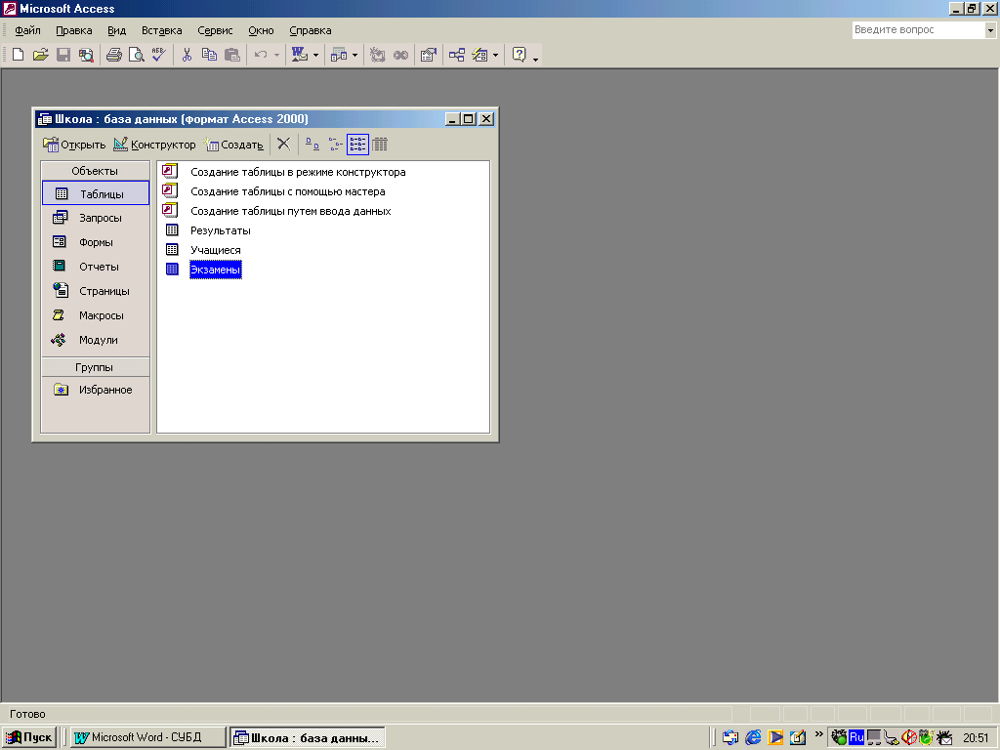 Microsoft Access
Файл Правка Вид Вставка Сервис Окно Справка
Введите вопрос
Школа : база данных (формат Access 2000)
Открыть Конструктор Создать
Объекты
Таблицы
Запросы
Формы
Отчеты
Страницы
Макросы
Модули
Группы
Избранное
Создание таблицы в режиме конструктора
Создание таблицы с помощью мастера
Создание таблицы путем ввода данных
Результаты
Учащиеся
Экзамены
Готово
Пуск Microsoft Word - СУБД Школа : база данны... » Ru 20:51